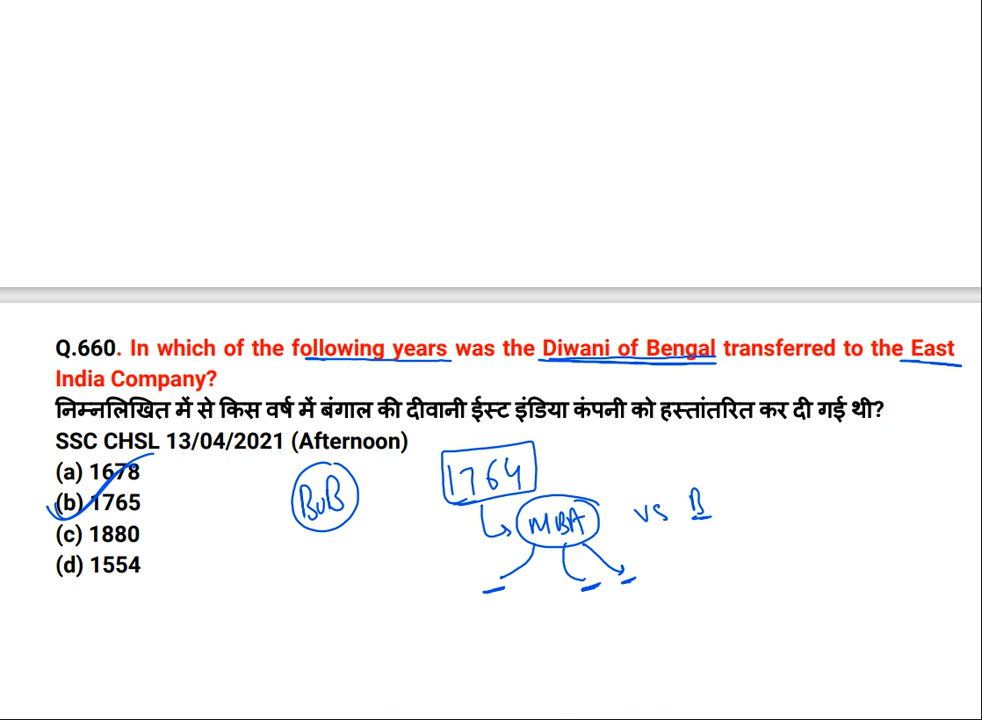 Q.660. In which of the following years was the Diwani of Bengal transferred to the East
India Company?
निम्नलिखित में से किस वर्ष में बंगाल की दीवानी ईस्ट इंडिया कंपनी को हस्तांतरित कर दी गई थी?
SSC CHSL 13/04/2021 (Afternoon)
(a) 1678
(b) 1765
(c) 1880
(d) 1554
BuB
1764
MBA vs B